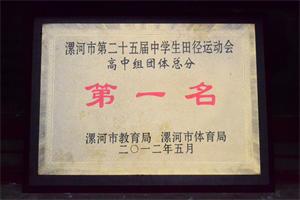 漯河市第二十五届中学生田径运动会
高中组团体总分
第一名
漯河市教育局 漯河市体育局
二〇一二年五月